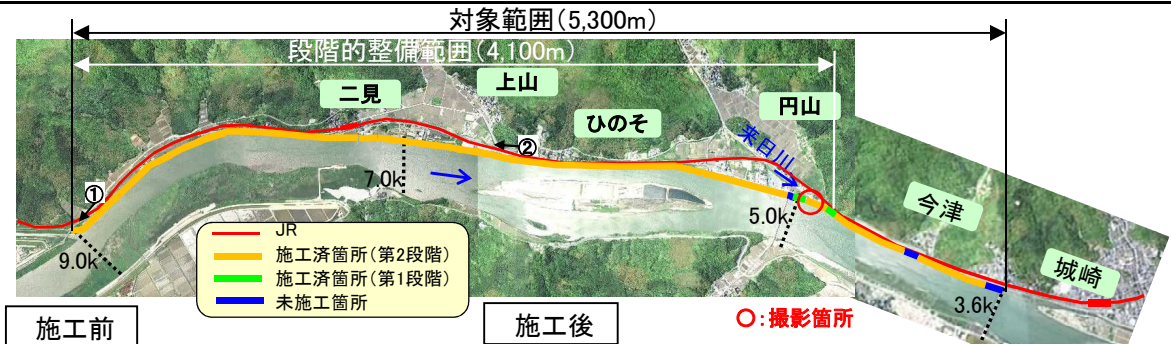 対象範囲(5,300m)
段階的整備範囲(4,100m)
二見
上山
ひのそ
円山
来日川
今津
城崎
①
②
9.0k
7.0k
5.0k
3.6k
JR
施工済箇所(第2段階)
施工済箇所(第1段階)
未施工箇所
○:撮影箇所
施工前
施工後